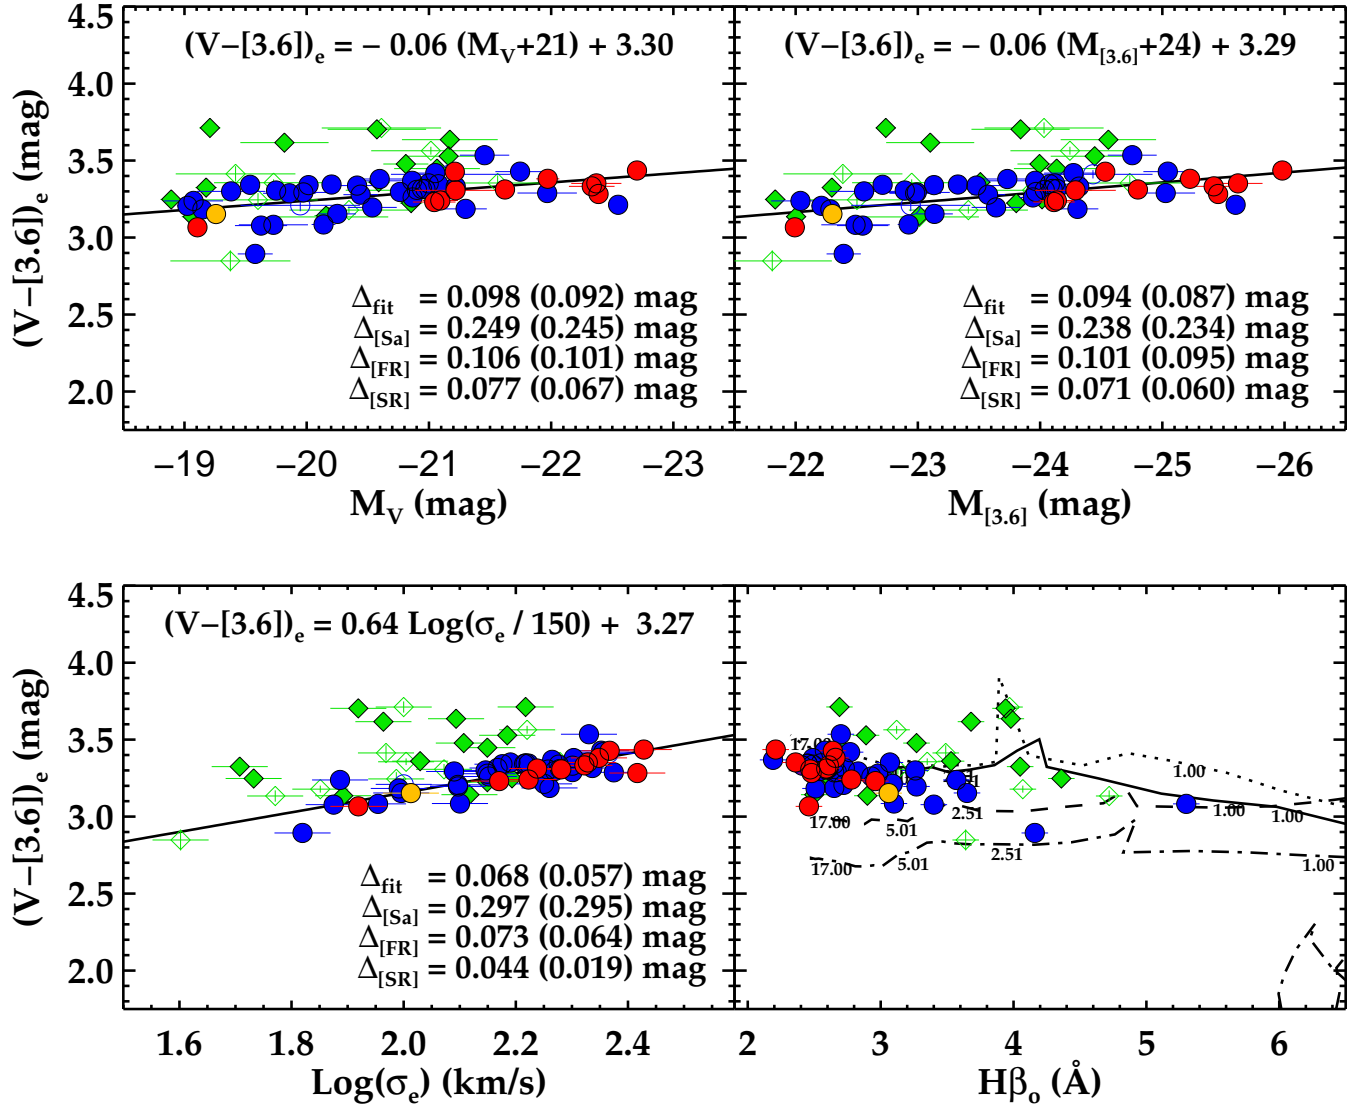 (V−[3.6])e = − 0.06 (MV+21) + 3.30
(V−[3.6])e = − 0.06 (M[3.6]+24) + 3.29
4.5
4.0
3.5
3.0
2.5
2.0
(V−[3.6])e (mag)
Δfit = 0.098 (0.092) mag
Δ[Sa] = 0.249 (0.245) mag
Δ[FR] = 0.106 (0.101) mag
Δ[SR] = 0.077 (0.067) mag
Δfit = 0.094 (0.087) mag
Δ[Sa] = 0.238 (0.234) mag
Δ[FR] = 0.101 (0.095) mag
Δ[SR] = 0.071 (0.060) mag
−19 −20 −21 −22 −23
−22 −23 −24 −25 −26
MV (mag)
M[3.6] (mag)
(V−[3.6])e = 0.64 Log(σe / 150) + 3.27
4.5
4.0
3.5
3.0
2.5
2.0
(V−[3.6])e (mag)
Δfit = 0.068 (0.057) mag
Δ[Sa] = 0.297 (0.295) mag
Δ[FR] = 0.073 (0.064) mag
Δ[SR] = 0.044 (0.019) mag
17.00
1.00
17.00 5.01 2.51 1.00 1.00
17.00 5.01 2.51 1.00
1.6 1.8 2.0 2.2 2.4
2 3 4 5 6
Log(σe) (km/s)
Hβo (Å)